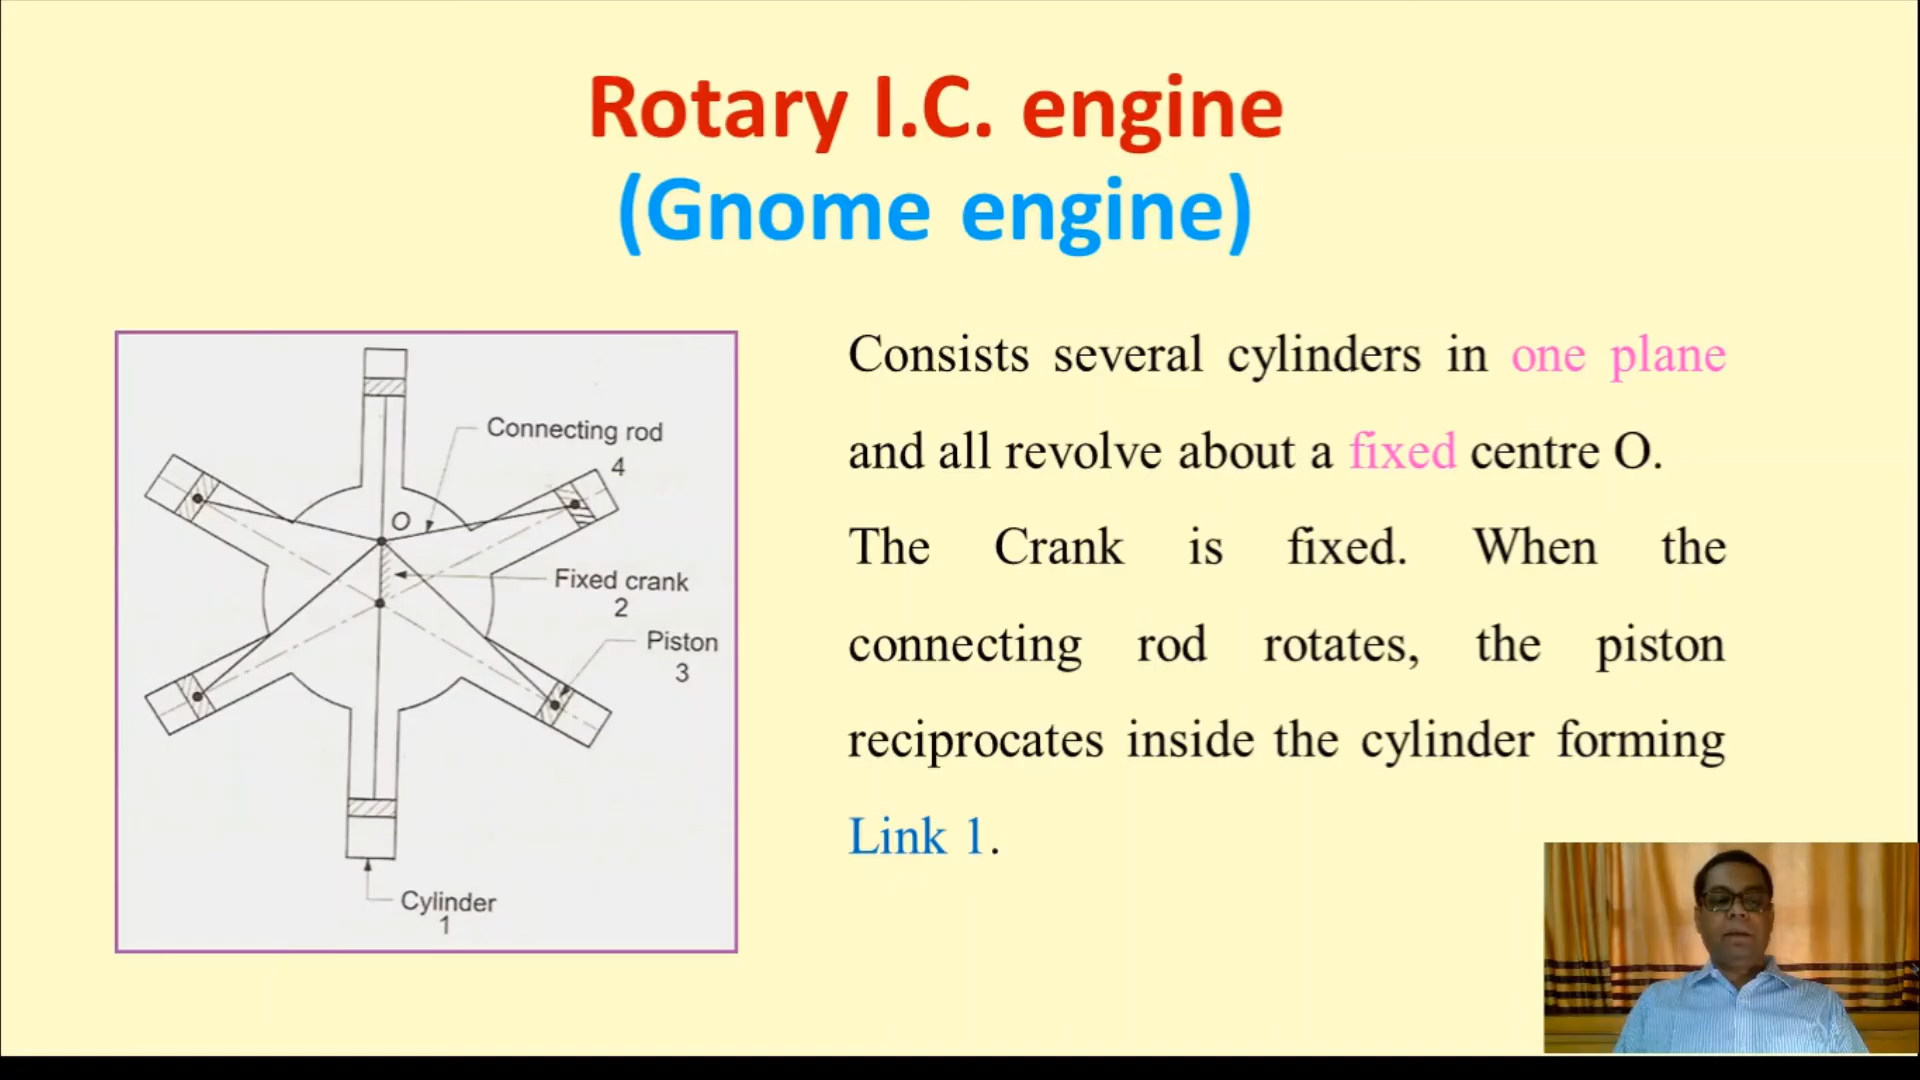 Rotary I.C. engine
(Gnome engine)
Connecting rod
4
O
Fixed crank
2
Piston
3
Cylinder
1
Consists several cylinders in one plane
and all revolve about a fixed centre O.
The Crank is fixed. When the
connecting rod rotates, the piston
reciprocates inside the cylinder forming
Link 1.